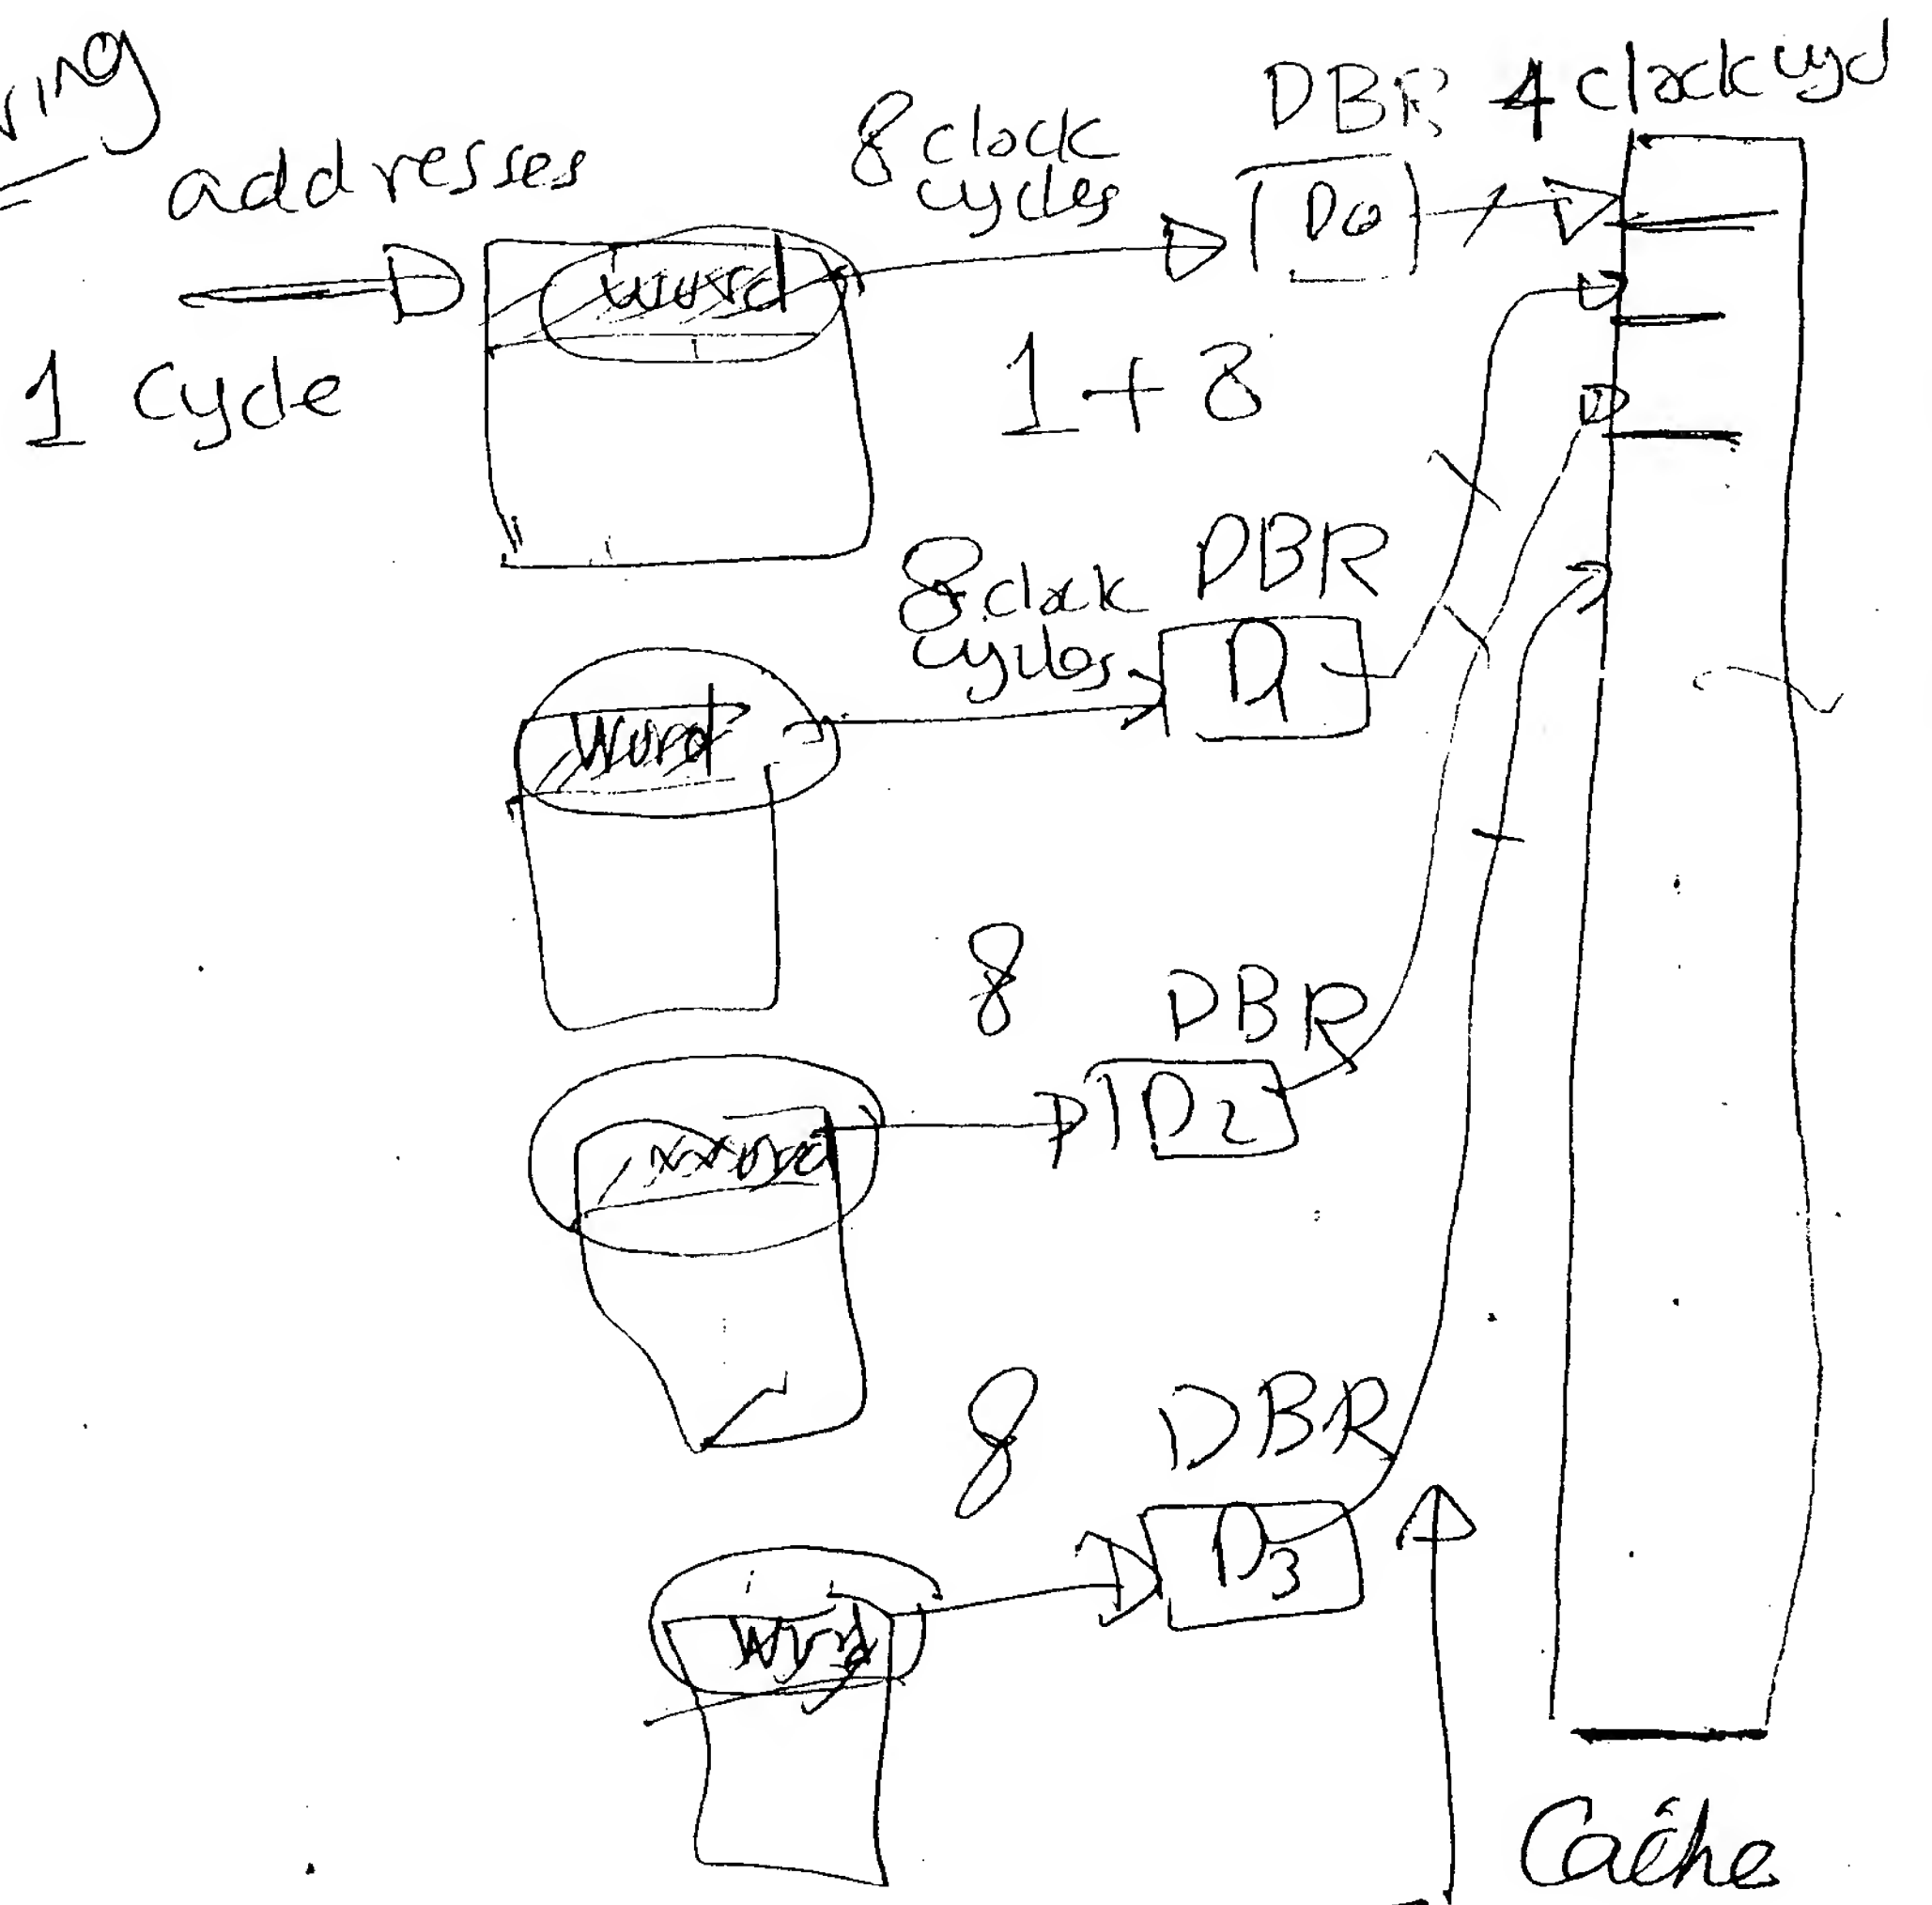 ring
addresses
8 clock cycles
DBR 4 clock cycl
word
D0
1 cycle
1 + 8
8 clock cycles
DBR
word
D1
8
DBR
word
D2
8
DBR
word
D3
Cache